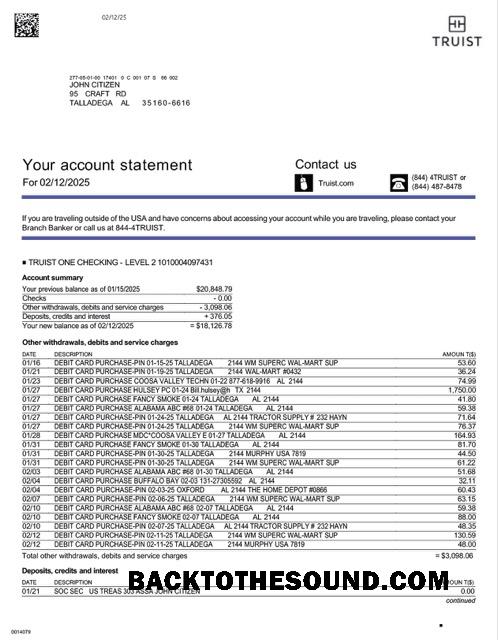 02/12/25
TRUIST
277-05-01-00 17401 0 C 001 07 S 66 002
JOHN CITIZEN
95 CRAFT RD
TALLADEGA AL 35160-6616
Your account statement
For 02/12/2025
Contact us
Truist.com
(844) 4TRUIST or
(844) 487-8478
If you are traveling outside of the USA and have concerns about accessing your account while you are traveling, please contact your
Branch Banker or call us at 844-4TRUIST.
■ TRUIST ONE CHECKING - LEVEL 2 1010004097431
Account summary
Your previous balance as of 01/15/2025 $20,848.79
Checks - 0.00
Other withdrawals, debits and service charges - 3,098.06
Deposits, credits and interest + 376.05
Your new balance as of 02/12/2025 = $18,126.78
Other withdrawals, debits and service charges
DATE DESCRIPTION AMOUNT($)
01/16 DEBIT CARD PURCHASE-PIN 01-15-25 TALLADEGA 2144 WM SUPERC WAL-MART SUP 53.60
01/21 DEBIT CARD PURCHASE-PIN 01-19-25 TALLADEGA 2144 WAL-MART #0432 36.24
01/23 DEBIT CARD PURCHASE COOSA VALLEY TECHN 01-22 877-618-9916 AL 2144 74.99
01/27 DEBIT CARD PURCHASE HULSEY PC 01-24 Bill.hulsey@h TX 2144 1,750.00
01/27 DEBIT CARD PURCHASE FANCY SMOKE 01-24 TALLADEGA AL 2144 41.80
01/27 DEBIT CARD PURCHASE ALABAMA ABC #68 01-24 TALLADEGA AL 2144 59.38
01/27 DEBIT CARD PURCHASE-PIN 01-24-25 TALLADEGA AL 2144 TRACTOR SUPPLY # 232 HAYN 71.64
01/27 DEBIT CARD PURCHASE-PIN 01-24-25 TALLADEGA 2144 WM SUPERC WAL-MART SUP 76.37
01/28 DEBIT CARD PURCHASE MDC*COOSA VALLEY E 01-27 TALLADEGA AL 2144 164.93
01/31 DEBIT CARD PURCHASE FANCY SMOKE 01-30 TALLADEGA AL 2144 81.70
01/31 DEBIT CARD PURCHASE-PIN 01-30-25 TALLADEGA 2144 MURPHY USA 7819 44.50
01/31 DEBIT CARD PURCHASE-PIN 01-30-25 TALLADEGA 2144 WM SUPERC WAL-MART SUP 61.22
02/03 DEBIT CARD PURCHASE ALABAMA ABC #68 01-30 TALLADEGA AL 2144 51.68
02/04 DEBIT CARD PURCHASE BUFFALO BAY 02-03 131-27305592 AL 2144 32.11
02/04 DEBIT CARD PURCHASE-PIN 02-03-25 OXFORD AL 2144 THE HOME DEPOT #0866 60.43
02/07 DEBIT CARD PURCHASE-PIN 02-06-25 TALLADEGA 2144 WM SUPERC WAL-MART SUP 63.15
02/10 DEBIT CARD PURCHASE ALABAMA ABC #68 02-07 TALLADEGA AL 2144 59.38
02/10 DEBIT CARD PURCHASE FANCY SMOKE 02-07 TALLADEGA AL 2144 88.00
02/10 DEBIT CARD PURCHASE-PIN 02-07-25 TALLADEGA AL 2144 TRACTOR SUPPLY # 232 HAYN 48.35
02/12 DEBIT CARD PURCHASE-PIN 02-11-25 TALLADEGA 2144 WM SUPERC WAL-MART SUP 130.59
02/12 DEBIT CARD PURCHASE-PIN 02-11-25 TALLADEGA 2144 MURPHY USA 7819 48.00
Total other withdrawals, debits and service charges = $3,098.06
Deposits, credits and interest
DATE DESCRIPTION AMOUNT($)
BACKTOTHESOUND.COM
01/21 SOC SEC US TREAS 303 ASSA JOHN CITIZEN 0.00
continued
0014079